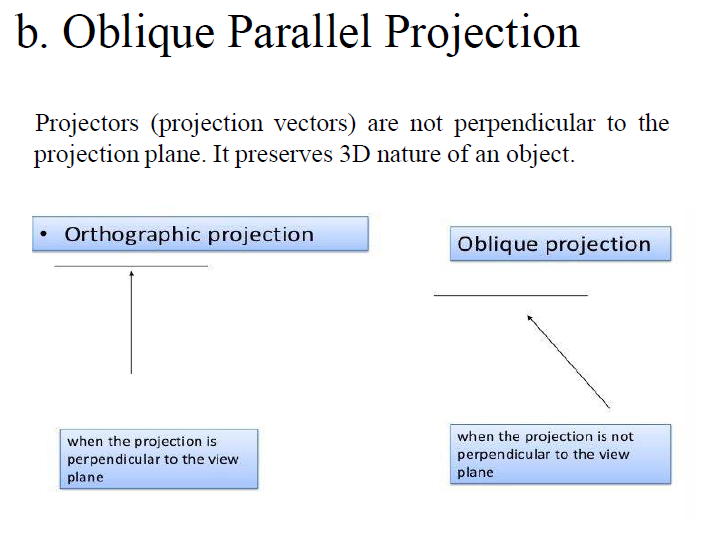 b. Oblique Parallel Projection
Projectors (projection vectors) are not perpendicular to the
projection plane. It preserves 3D nature of an object.
• Orthographic projection
Oblique projection
when the projection is
perpendicular to the view
plane
when the projection is not
perpendicular to the view
plane